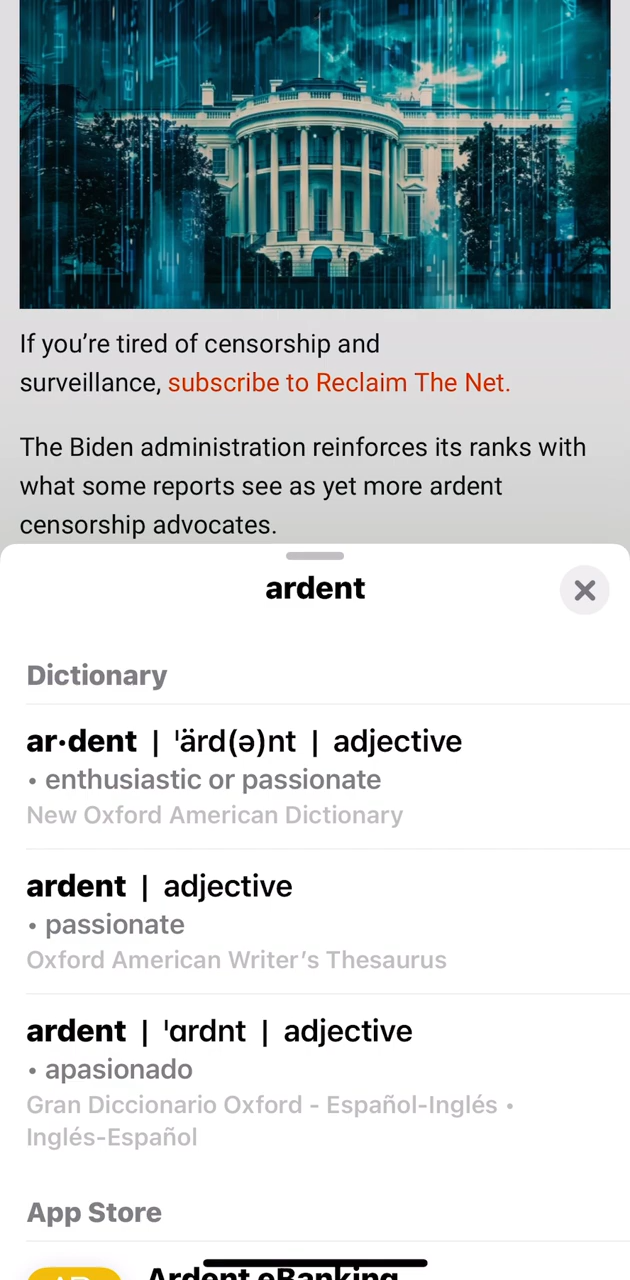 If you’re tired of censorship and
surveillance, subscribe to Reclaim The Net.
The Biden administration reinforces its ranks with
what some reports see as yet more ardent
censorship advocates.
ardent
Dictionary
ar·dent | ˈärd(ə)nt | adjective
• enthusiastic or passionate
New Oxford American Dictionary
ardent | adjective
• passionate
Oxford American Writer’s Thesaurus
ardent | ˈɑrdnt | adjective
• apasionado
Gran Diccionario Oxford - Español-Inglés •
Inglés-Español
App Store
Ardent eBanking